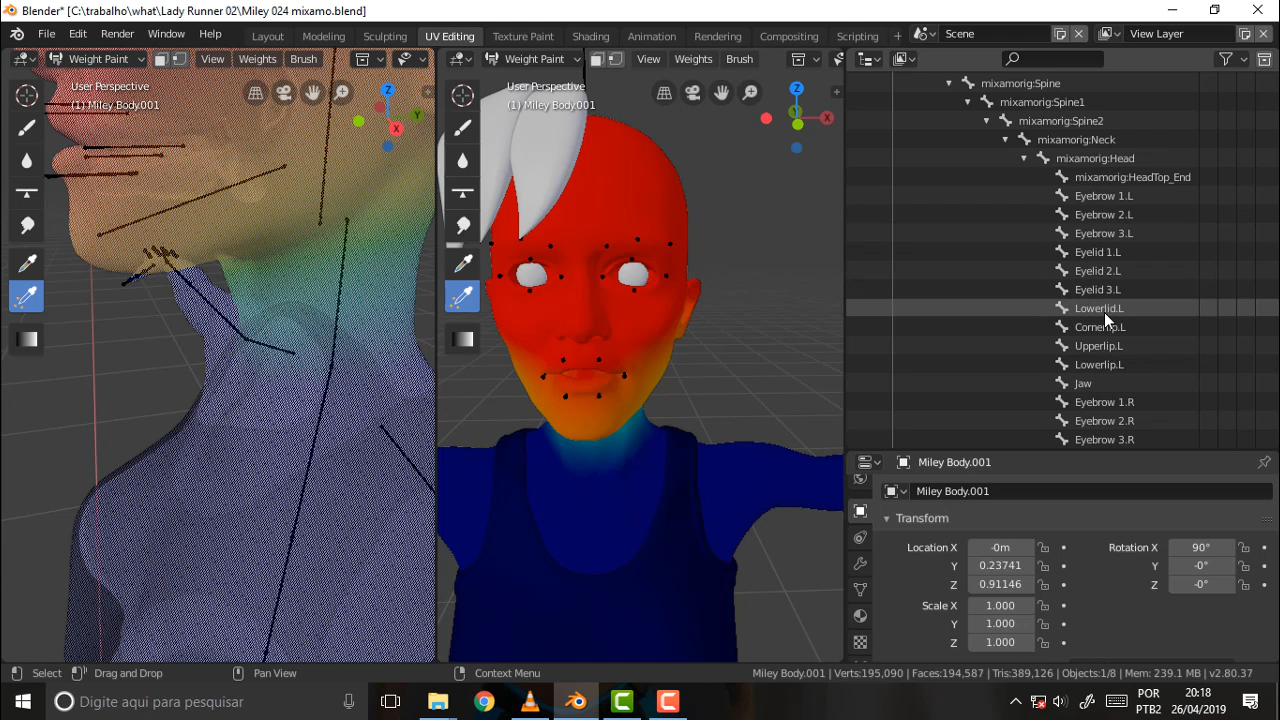 Blender* [C:\trabalho\what\Lady Runner 02\Miley 024 mixamo.blend]
File Edit Render Window Help Layout Modeling Sculpting UV Editing Texture Paint Shading Animation Rendering Compositing Scripting + Scene View Layer
Weight Paint View Weights Brush
User Perspective
(1) Miley Body.001
Z
Y
X
Weight Paint View Weights Brush
User Perspective
(1) Miley Body.001
Z
X
mixamorig:Spine
mixamorig:Spine1
mixamorig:Spine2
mixamorig:Neck
mixamorig:Head
mixamorig:HeadTop_End
Eyebrow 1.L
Eyebrow 2.L
Eyebrow 3.L
Eyelid 1.L
Eyelid 2.L
Eyelid 3.L
Lowerlid.L
Upperlip.L
Lowerlip.L
Jaw
Eyebrow 1.R
Eyebrow 2.R
Eyebrow 3.R
Miley Body.001
Miley Body.001
Transform
Location X -0m Rotation X 90°
Y 0.23741 Y -0°
Z 0.91146 Z -0°
Scale X 1.000
Y 1.000
Z 1.000
Select Drag and Drop Pan View Context Menu Miley Body.001 | Verts:195,090 | Faces:194,587 | Tris:389,126 | Objects:1/8 | Mem: 239.1 MB | v2.80.37
Digite aqui para pesquisar
POR
PTB2
20:18
26/04/2019